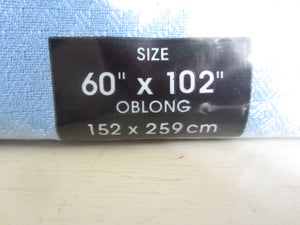 SIZE
60" x 102"
OBLONG
152 x 259 cm